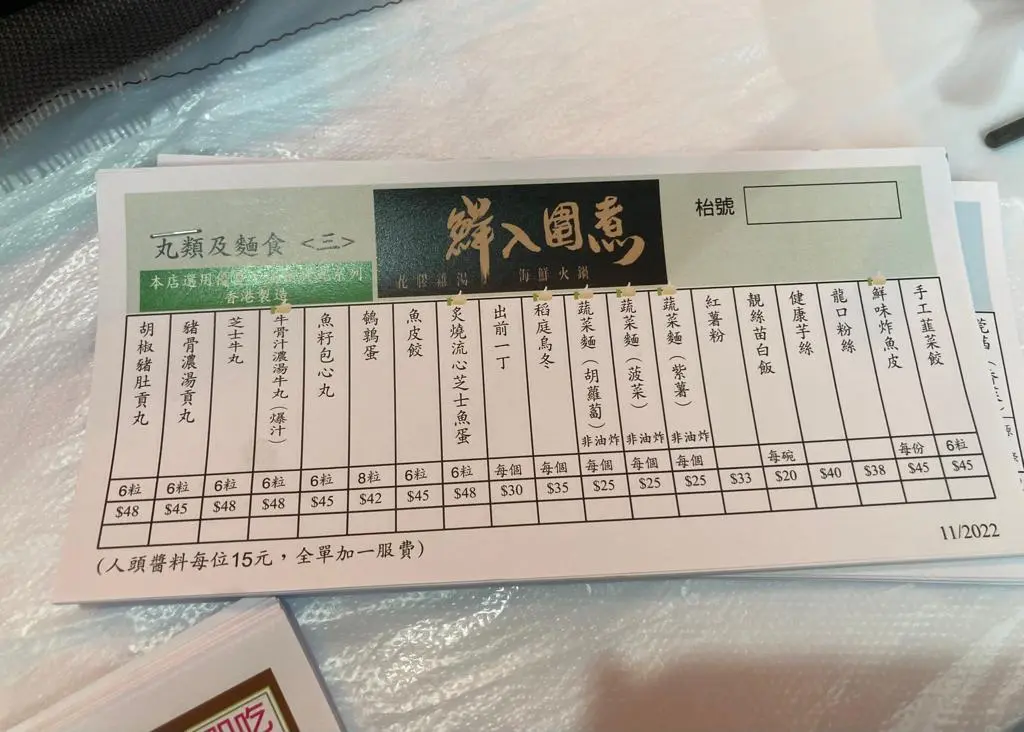 丸類及麵食 <三>
本店選用
香港製造
鮮入圍煮
花膠雞湯 海鮮火鍋
枱號
胡椒豬肚貢丸
豬骨濃湯貢丸
芝士牛丸
牛骨汁濃湯牛丸(爆汁)
魚籽包心丸
鵪鶉蛋
魚皮餃
炙燒流心芝士魚蛋
出前一丁
稻庭烏冬
蔬菜麵(胡蘿蔔)非油炸
蔬菜麵(菠菜)非油炸
蔬菜麵(紫薯)非油炸
紅薯粉
靚絲苗白飯
健康芋絲
龍口粉絲
鮮味炸魚皮
手工韮菜餃
6粒 6粒 6粒 6粒 6粒 8粒 6粒 6粒 每個 每個 每個 每個 每個 每碗 每份 6粒
$48 $45 $48 $48 $45 $42 $45 $48 $30 $35 $25 $25 $25 $33 $20 $40 $38 $45 $45
(人頭醬料每位15元，全單加一服費)
11/2022
吃